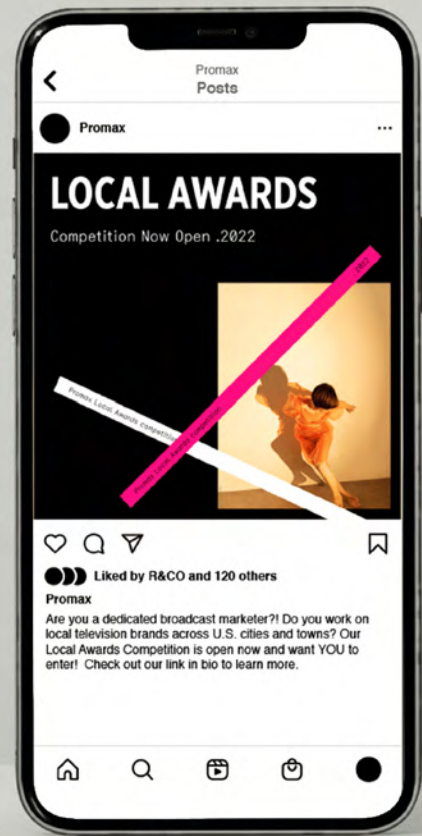 Promax
Posts
Promax
LOCAL AWARDS
Competition Now Open .2022
.2022
Promax Local Awards competition
Promax Local Awards competition
Liked by R&CO and 120 others
Promax
Are you a dedicated broadcast marketer?! Do you work on
local television brands across U.S. cities and towns? Our
Local Awards Competition is open now and want YOU to
enter!  Check out our link in bio to learn more.